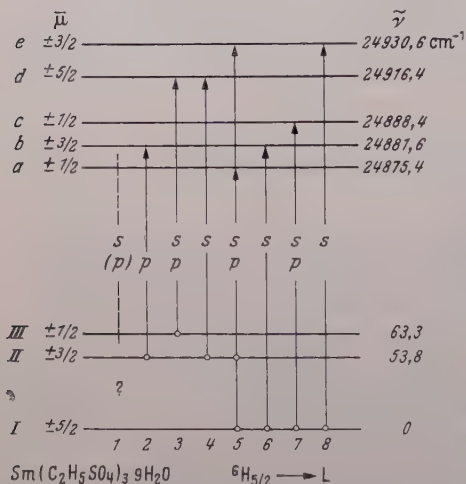 μ̄ ν̃
e ±3/2 24930,6 cm⁻¹
d ±5/2 24916,4
c ±1/2 24888,4
b ±3/2 24881,6
a ±1/2 24875,4
s s s s s s s
(p) p p p p
III ±1/2 63,3
II ±3/2 53,8
?
I ±5/2 0
1 2 3 4 5 6 7 8
Sm(C₂H₅SO₄)₃ 9H₂O ⁶H₅/₂ → L